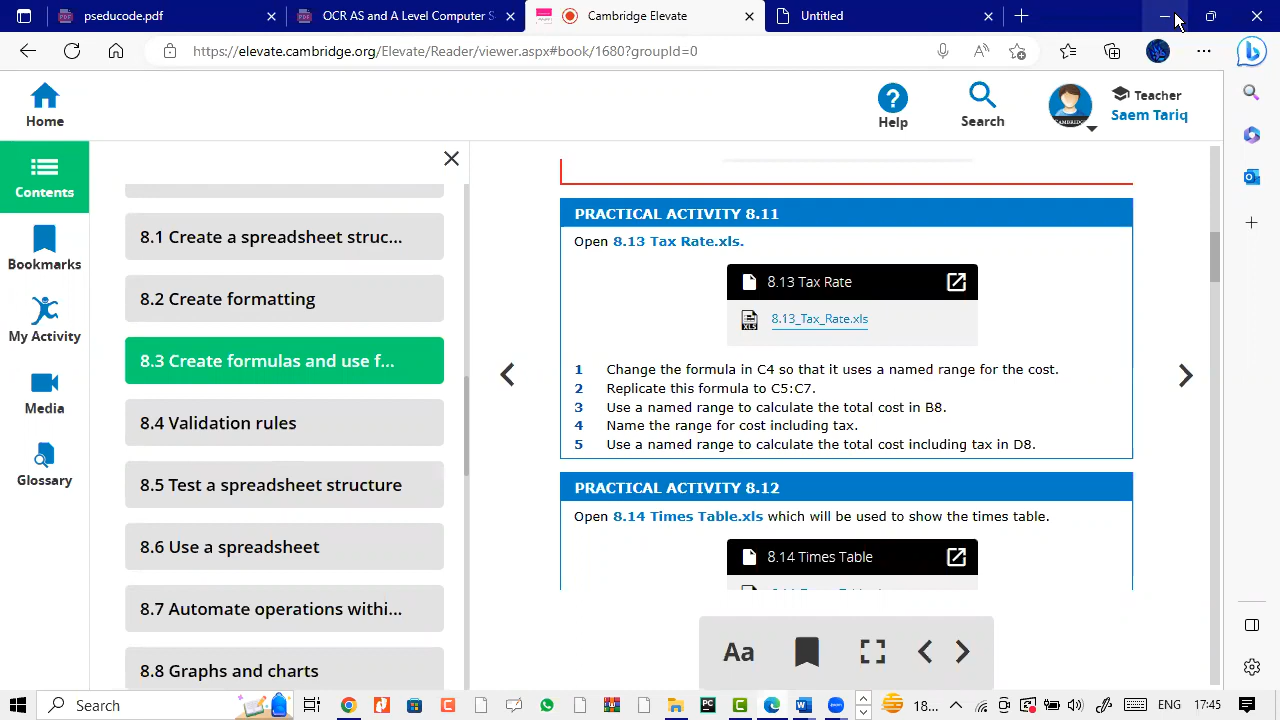 pseducode.pdf
OCR AS and A Level Computer S
Cambridge Elevate
Untitled
https://elevate.cambridge.org/Elevate/Reader/viewer.aspx#book/1680?groupId=0
Home
Help
Search
Teacher
Saem Tariq
Contents
Bookmarks
My Activity
Media
Glossary
8.1 Create a spreadsheet struc...
8.2 Create formatting
8.3 Create formulas and use f...
8.4 Validation rules
8.5 Test a spreadsheet structure
8.6 Use a spreadsheet
8.7 Automate operations withi...
8.8 Graphs and charts
PRACTICAL ACTIVITY 8.11
Open 8.13 Tax Rate.xls.
8.13 Tax Rate
XLS 8.13_Tax_Rate.xls
1 Change the formula in C4 so that it uses a named range for the cost.
2 Replicate this formula to C5:C7.
3 Use a named range to calculate the total cost in B8.
4 Name the range for cost including tax.
5 Use a named range to calculate the total cost including tax in D8.
PRACTICAL ACTIVITY 8.12
Open 8.14 Times Table.xls which will be used to show the times table.
8.14 Times Table
Aa
Search
18...
ENG
17:45